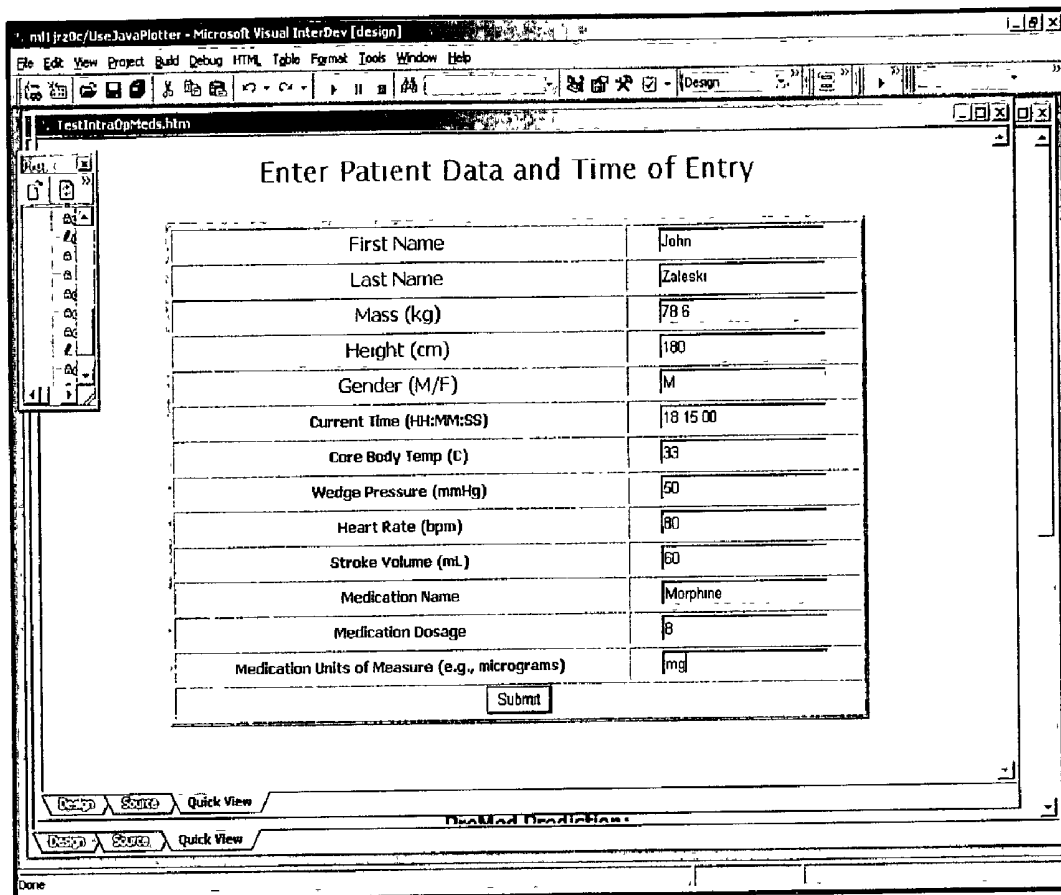 m11jrz0c/UseJavaPlotter - Microsoft Visual InterDev [design]
File Edit View Project Build Debug HTML Table Format Tools Window Help
Design
TestIntraOpMeds.htm
Enter Patient Data and Time of Entry
First Name John
Last Name Zaleski
Mass (kg) 78 6
Height (cm) 180
Gender (M/F) M
Current Time (HH:MM:SS) 18 15 00
Core Body Temp (C) 33
Wedge Pressure (mmHg) 50
Heart Rate (bpm) 80
Stroke Volume (mL) 60
Medication Name Morphine
Medication Dosage 8
Medication Units of Measure (e.g., micrograms) mg
Submit
Design Source Quick View
Design Source Quick View
Done